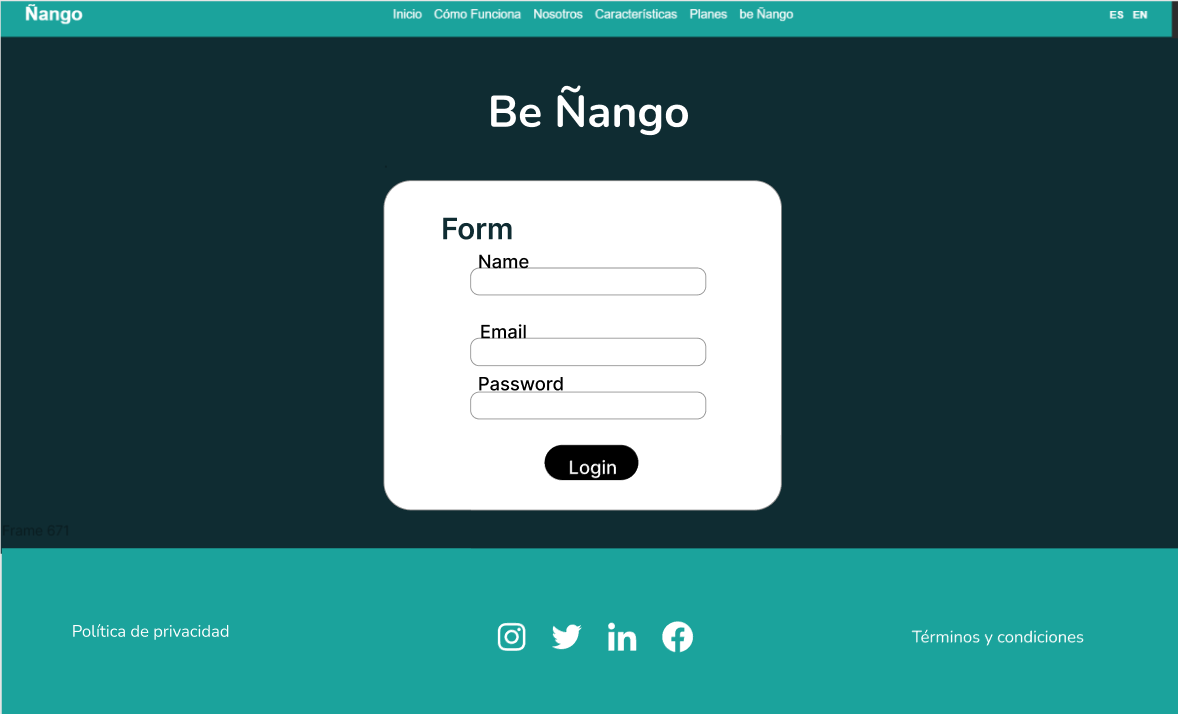 Ñango
Inicio Cómo Funciona Nosotros Características Planes be Ñango
ES EN
Be Ñango
Form
Name
Email
Password
Login
Frame 671
Política de privacidad
Términos y condiciones